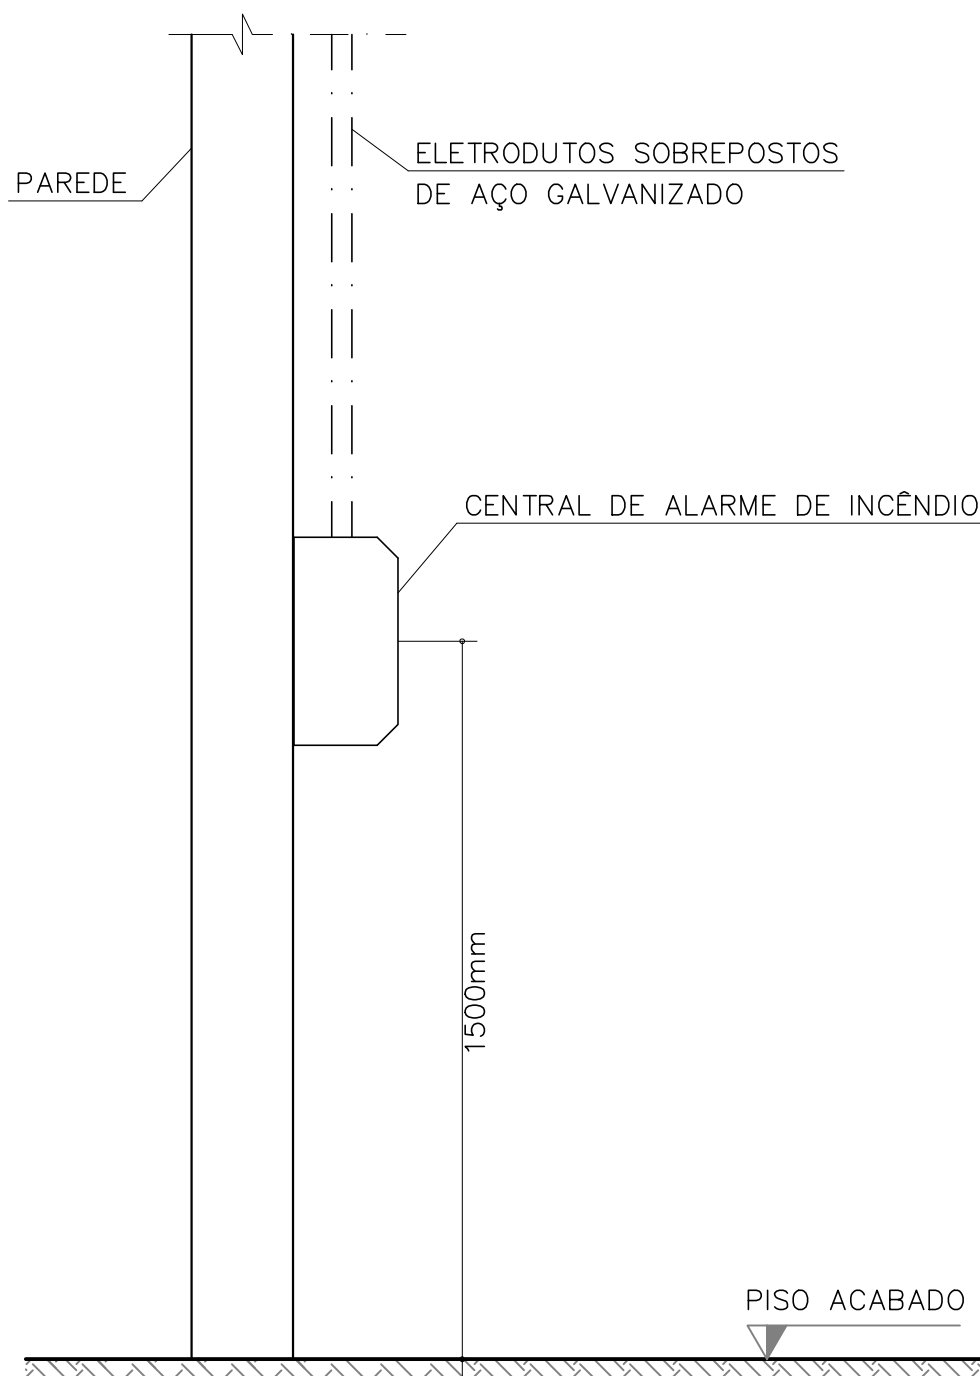 ELETRODUTOS SOBREPOSTOS
DE AÇO GALVANIZADO
PAREDE
CENTRAL DE ALARME DE INCÊNDIO
1500mm
PISO ACABADO